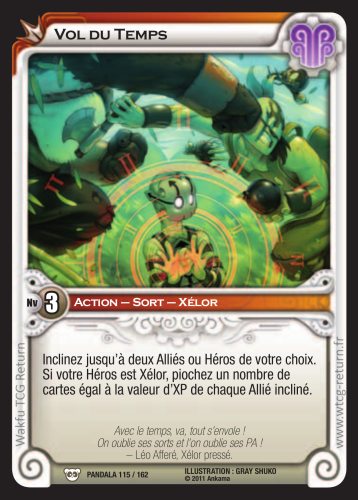 Vol du Temps
Nv 3
Action – Sort – Xélor
Inclinez jusqu'à deux Alliés ou Héros de votre choix.
Si votre Héros est Xélor, piochez un nombre de
cartes égal à la valeur d'XP de chaque Allié incliné.
Avec le temps, va, tout s'envole !
On oublie ses sorts et l'on oublie ses PA !
– Léo Afferé, Xélor pressé.
PANDALA 115 / 162
ILLUSTRATION : GRAY SHUKO
© 2011 Ankama
Wakfu TCG Return
www.wtcg-return.fr